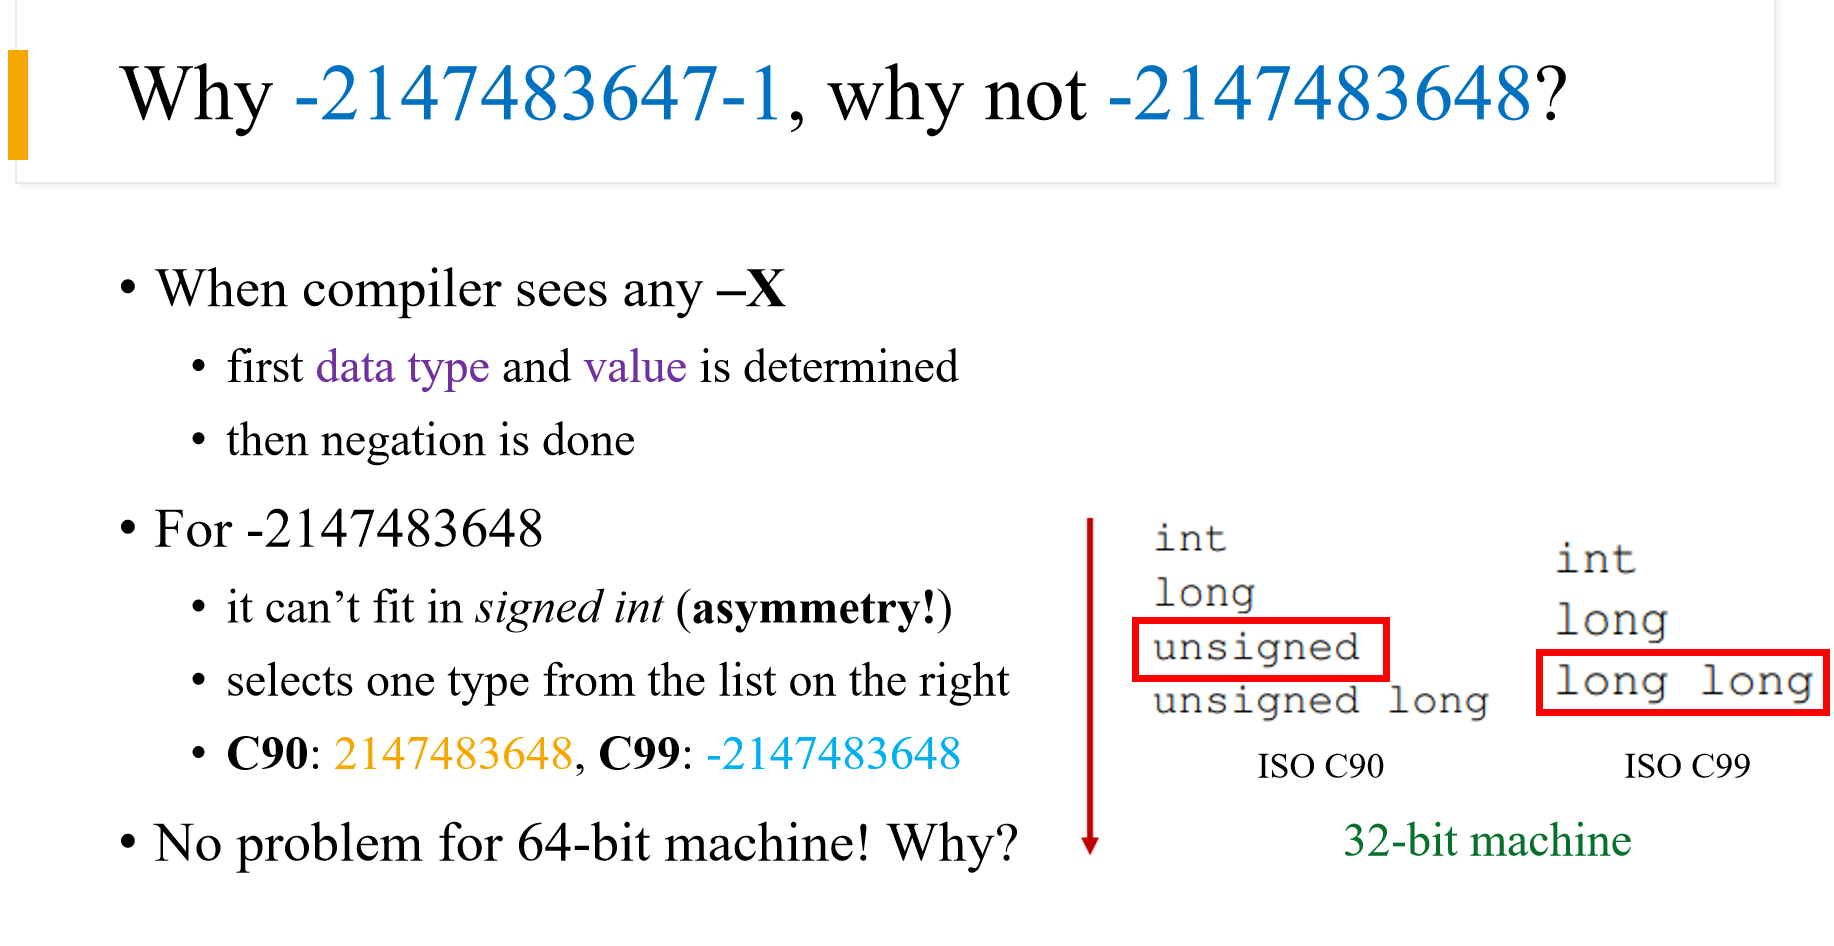 Why -2147483647-1, why not -2147483648?
• When compiler sees any –X
• first data type and value is determined
• then negation is done
• For -2147483648
• it can’t fit in signed int (asymmetry!)
• selects one type from the list on the right
• C90: 2147483648, C99: -2147483648
• No problem for 64-bit machine! Why?
int
long
unsigned
unsigned long
ISO C90
int
long
long long
ISO C99
32-bit machine